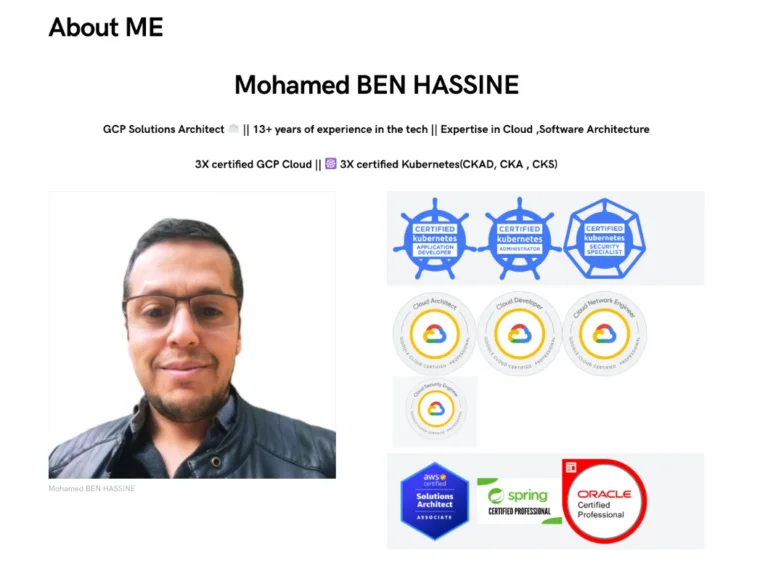 About ME
Mohamed BEN HASSINE
GCP Solutions Architect || 13+ years of experience in the tech || Expertise in Cloud ,Software Architecture
3X certified GCP Cloud || 3X certified Kubernetes(CKAD, CKA , CKS)
CERTIFIED
kubernetes
APPLICATION
DEVELOPER
CERTIFIED
kubernetes
ADMINISTRATOR
CERTIFIED
kubernetes
SECURITY
SPECIALIST
Cloud Architect
GOOGLE CLOUD CERTIFIED · PROFESSIONAL
Cloud Developer
GOOGLE CLOUD CERTIFIED · PROFESSIONAL
Cloud Network Engineer
GOOGLE CLOUD CERTIFIED · PROFESSIONAL
Cloud Security Engineer
GOOGLE CLOUD CERTIFIED · PROFESSIONAL
aws
certified
Solutions
Architect
ASSOCIATE
spring
CERTIFIED PROFESSIONAL
ORACLE
Certified
Professional
Mohamed BEN HASSINE